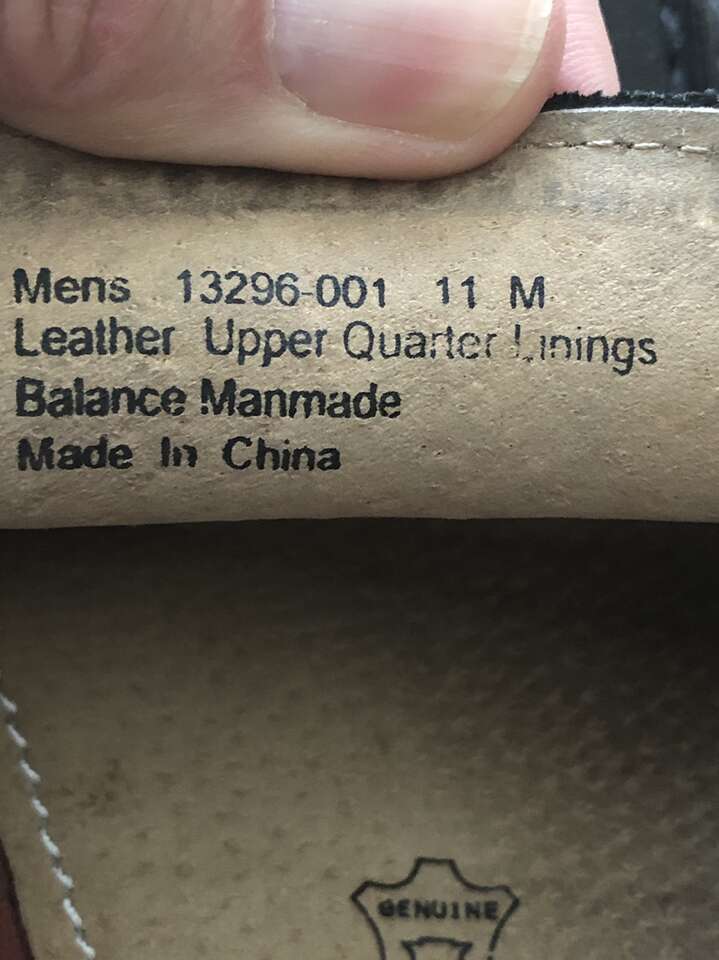 Mens 13296-001 11 M
Leather Upper Quarter Linings
Balance Manmade
Made In China
GENUINE